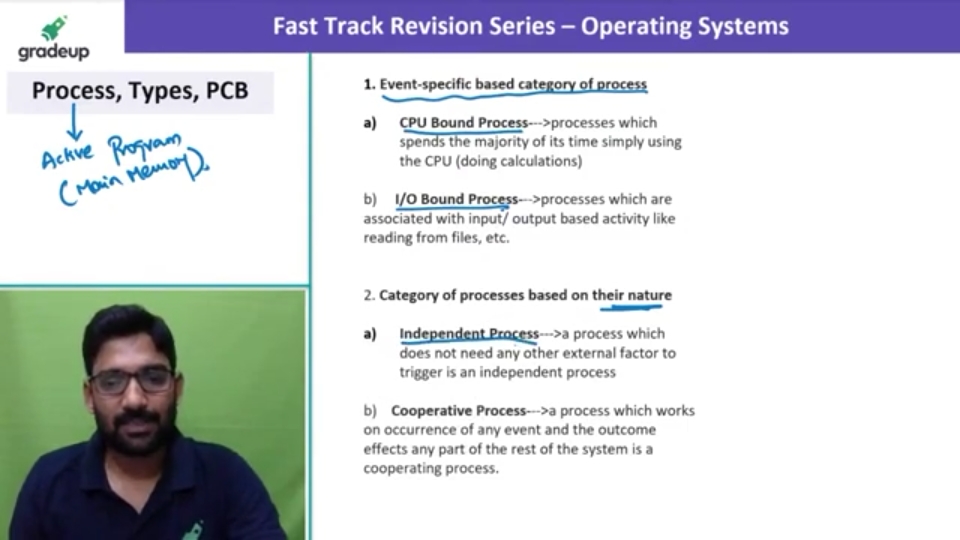 Fast Track Revision Series – Operating Systems
gradeup
Process, Types, PCB
Active Program
(Main Memory).
1. Event-specific based category of process
a) CPU Bound Process--->processes which
spends the majority of its time simply using
the CPU (doing calculations)
b) I/O Bound Process--->processes which are
associated with input/ output based activity like
reading from files, etc.
2. Category of processes based on their nature
a) Independent Process--->a process which
does not need any other external factor to
trigger is an independent process
b) Cooperative Process--->a process which works
on occurrence of any event and the outcome
effects any part of the rest of the system is a
cooperating process.